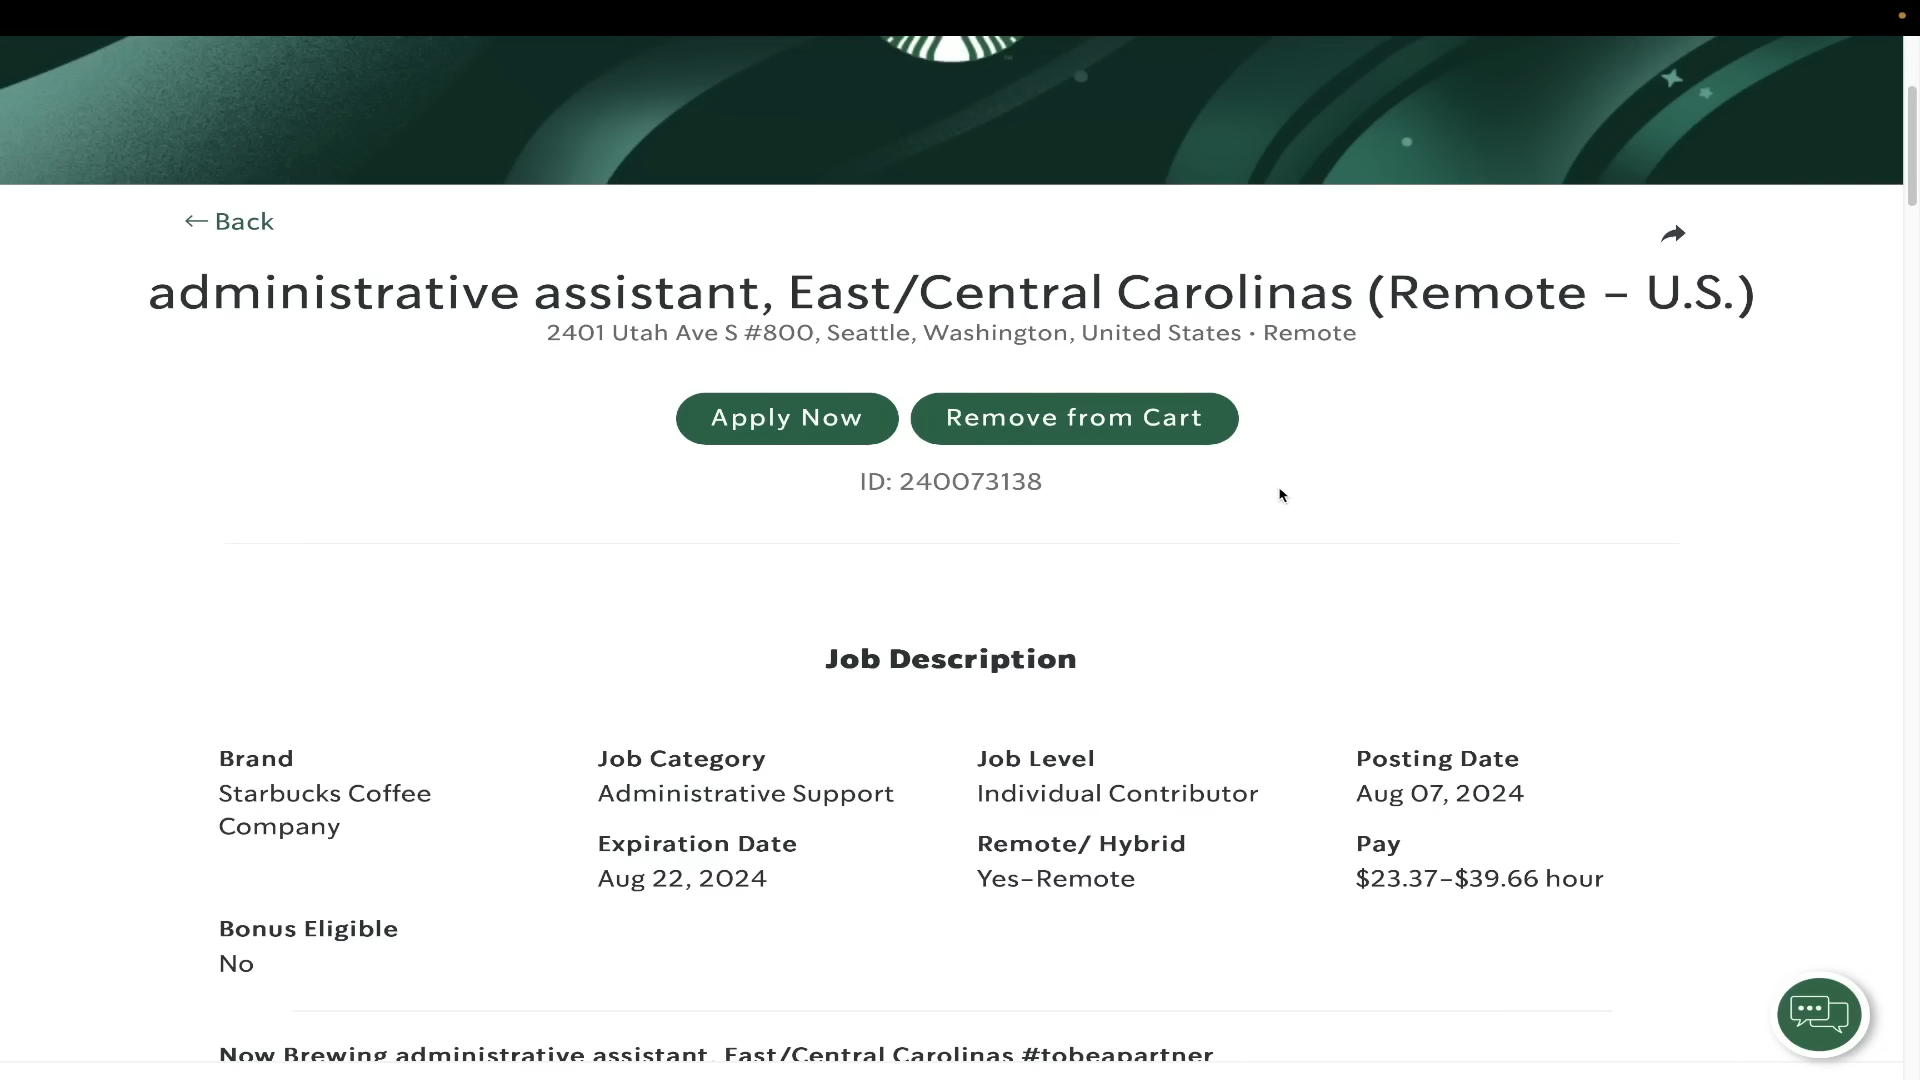 ← Back
administrative assistant, East/Central Carolinas (Remote – U.S.)
2401 Utah Ave S #800, Seattle, Washington, United States · Remote
Apply Now
Remove from Cart
ID: 240073138
Job Description
Brand
Starbucks Coffee
Company
Job Category
Administrative Support
Job Level
Individual Contributor
Posting Date
Aug 07, 2024
Expiration Date
Aug 22, 2024
Remote/ Hybrid
Yes–Remote
Pay
$23.37–$39.66 hour
Bonus Eligible
No
Now Brewing administrative assistant, East/Central Carolinas #tobeapartner